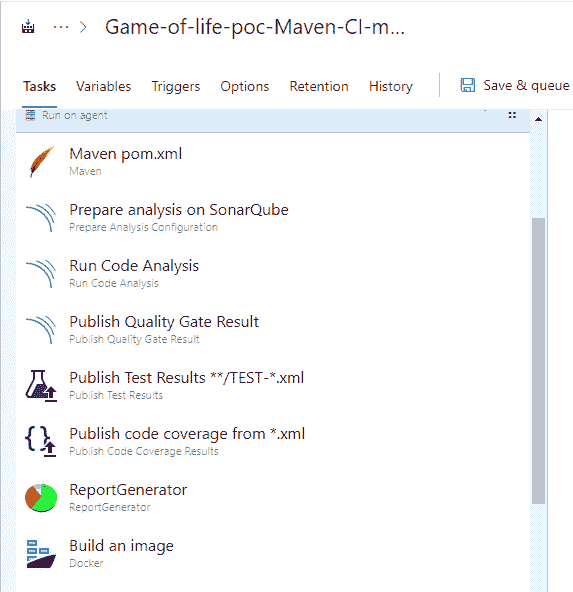 ··· > Game-of-life-poc-Maven-CI-m...
Tasks Variables Triggers Options Retention History Save & queue
Run on agent
Maven pom.xml
Maven
Prepare analysis on SonarQube
Prepare Analysis Configuration
Run Code Analysis
Run Code Analysis
Publish Quality Gate Result
Publish Quality Gate Result
Publish Test Results **/TEST-*.xml
Publish Test Results
Publish code coverage from *.xml
Publish Code Coverage Results
ReportGenerator
ReportGenerator
Build an image
Docker